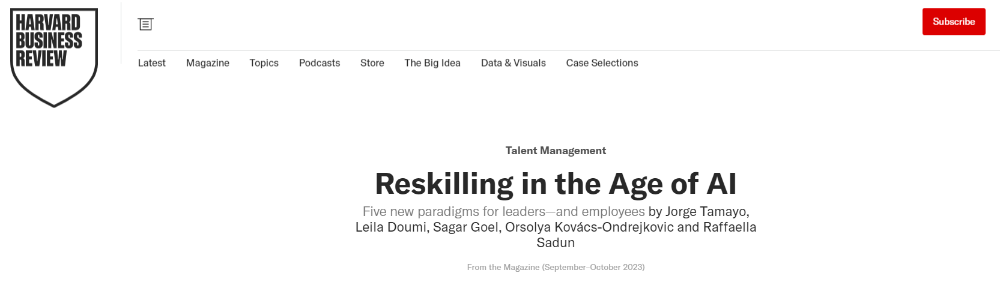 HARVARD
BUSINESS
REVIEW
Subscribe
Latest Magazine Topics Podcasts Store The Big Idea Data & Visuals Case Selections
Talent Management
Reskilling in the Age of AI
Five new paradigms for leaders—and employees by Jorge Tamayo,
Leila Doumi, Sagar Goel, Orsolya Kovács-Ondrejkovic and Raffaella
Sadun
From the Magazine (September–October 2023)